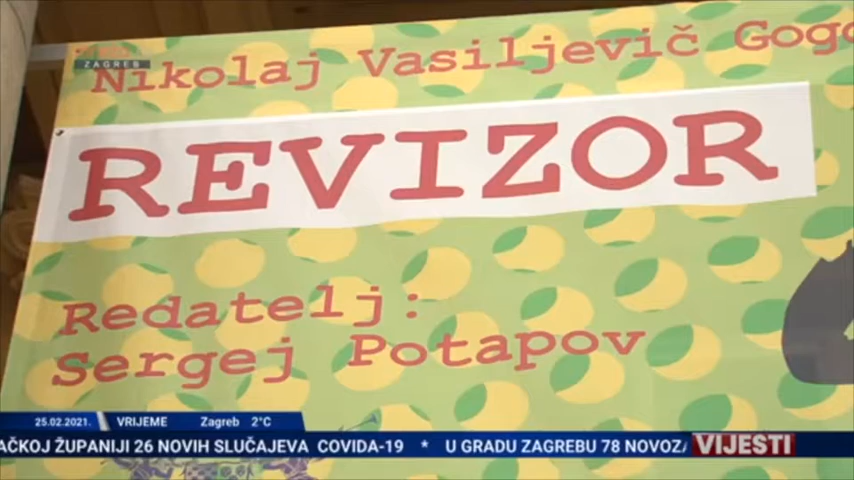 ZAGREB
Nikolaj Vasiljevič Gogo
REVIZOR
Redatelj:
Sergej Potapov
25.02.2021. VRIJEME Zagreb 2°C
AČKOJ ŽUPANIJI 26 NOVIH SLUČAJEVA COVIDA-19 * U GRADU ZAGREBU 78 NOVOZ
VIJESTI